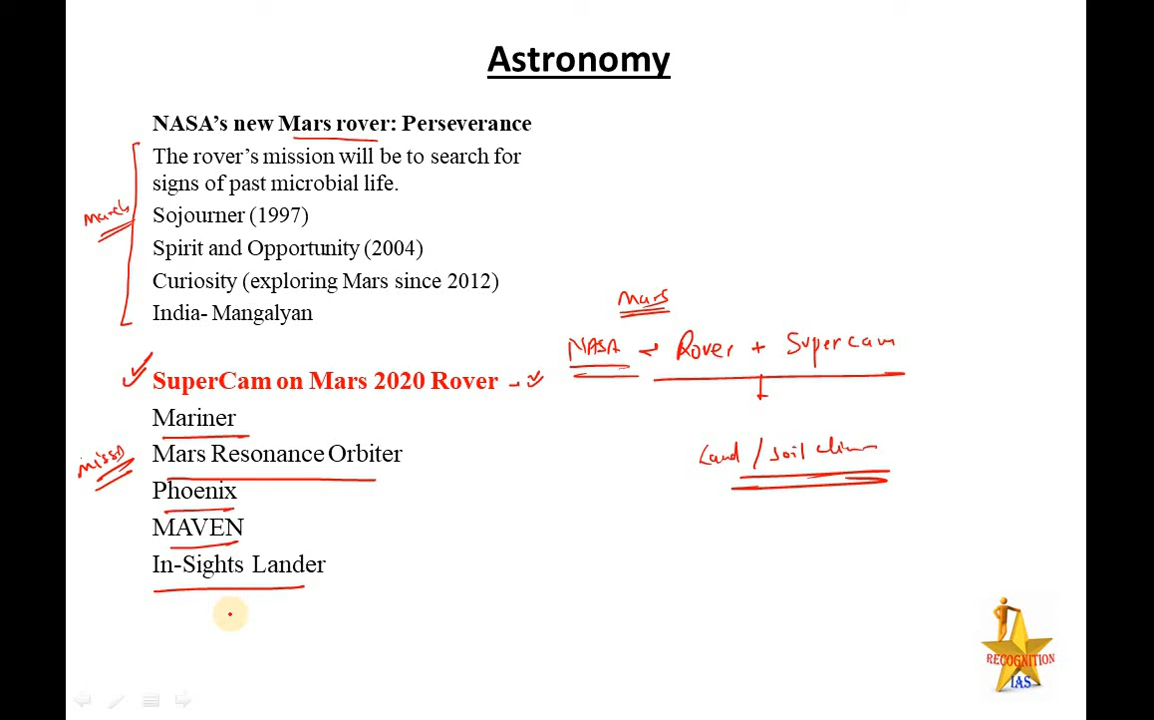 Astronomy
NASA's new Mars rover: Perseverance
The rover's mission will be to search for
signs of past microbial life.
Sojourner (1997)
Spirit and Opportunity (2004)
Curiosity (exploring Mars since 2012)
India- Mangalyan
Mars
NASA Rover + Supercam
SuperCam on Mars 2020 Rover
Mariner
Mars Resonance Orbiter
Land / soil
Phoenix
MAVEN
In-Sights Lander
RECOGNITION
IAS